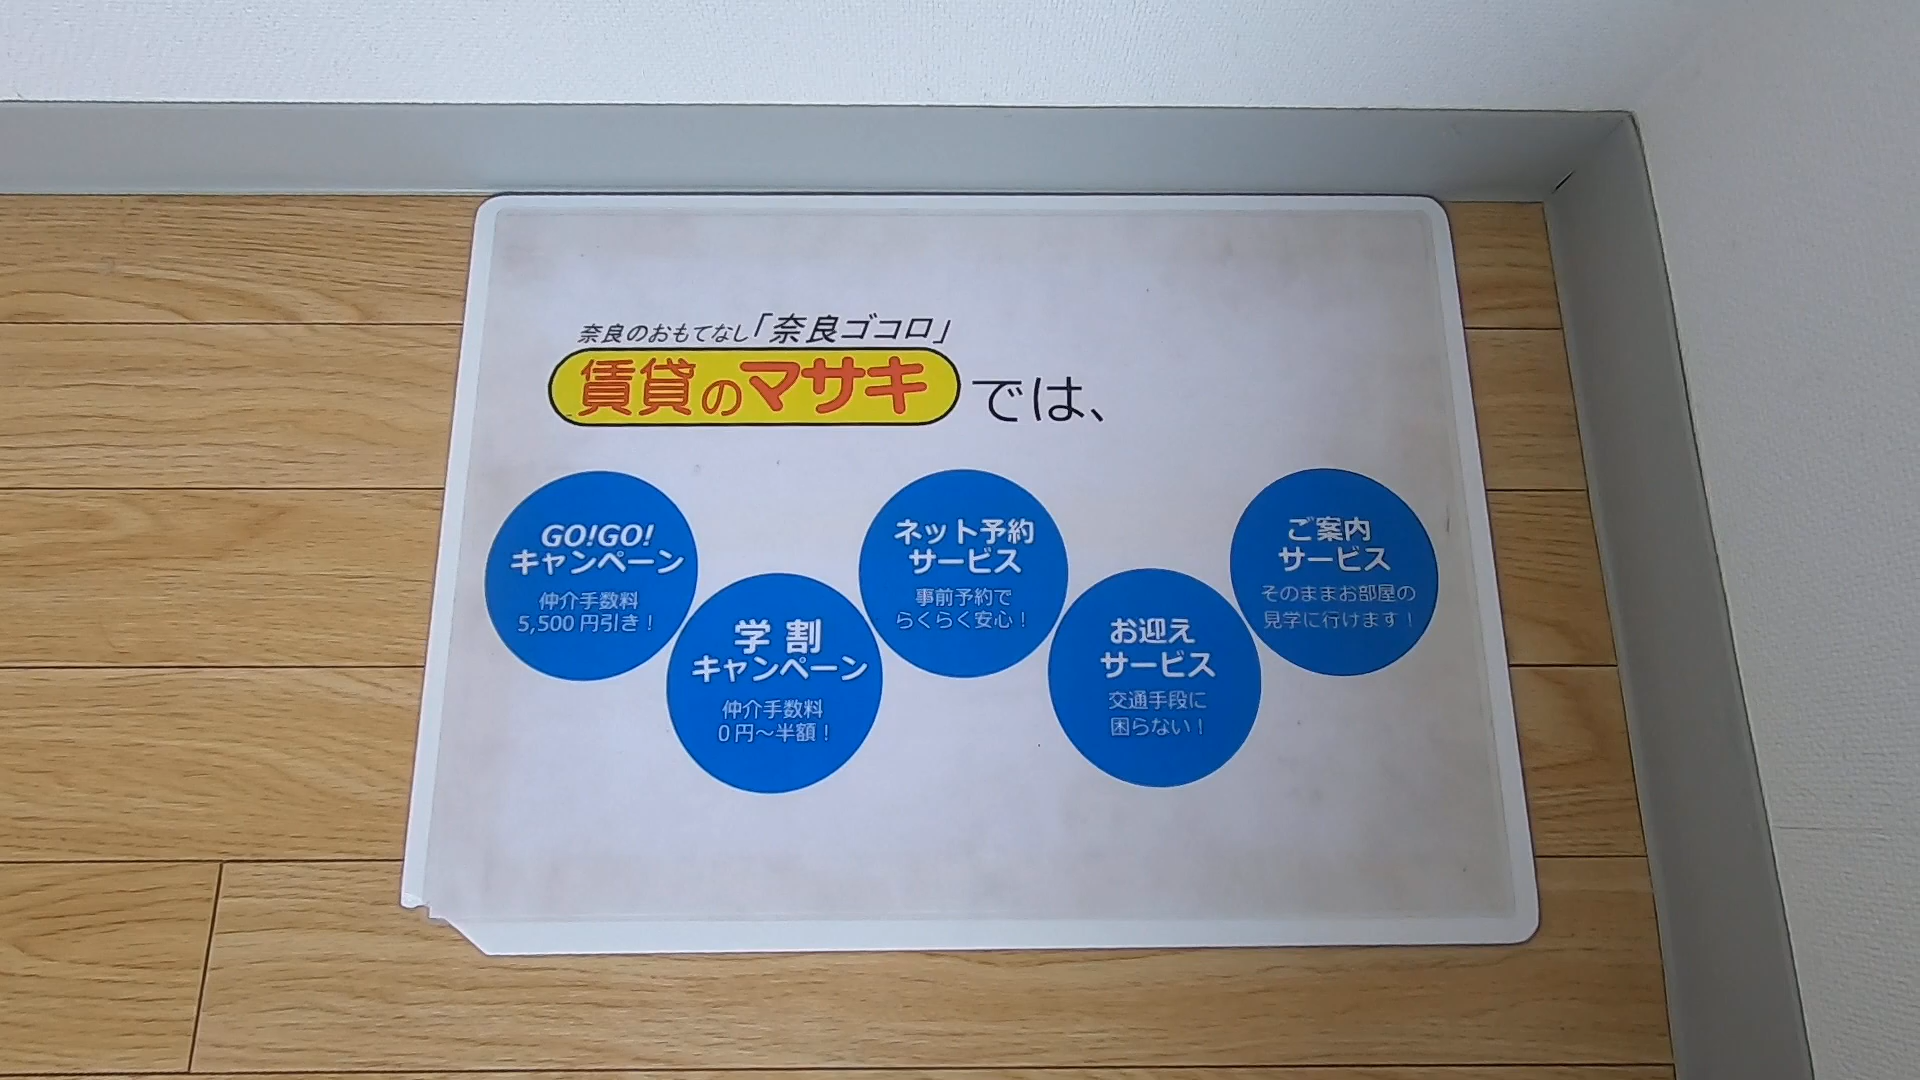 奈良のおもてなし「奈良ゴコロ」
賃貸のマサキでは、
GO!GO!
キャンペーン
仲介手数料
5,500円引き！
学割
キャンペーン
仲介手数料
0円〜半額！
ネット予約
サービス
事前予約で
らくらく安心！
お迎え
サービス
交通手段に
困らない！
ご案内
サービス
そのままお部屋の
見学に行けます！